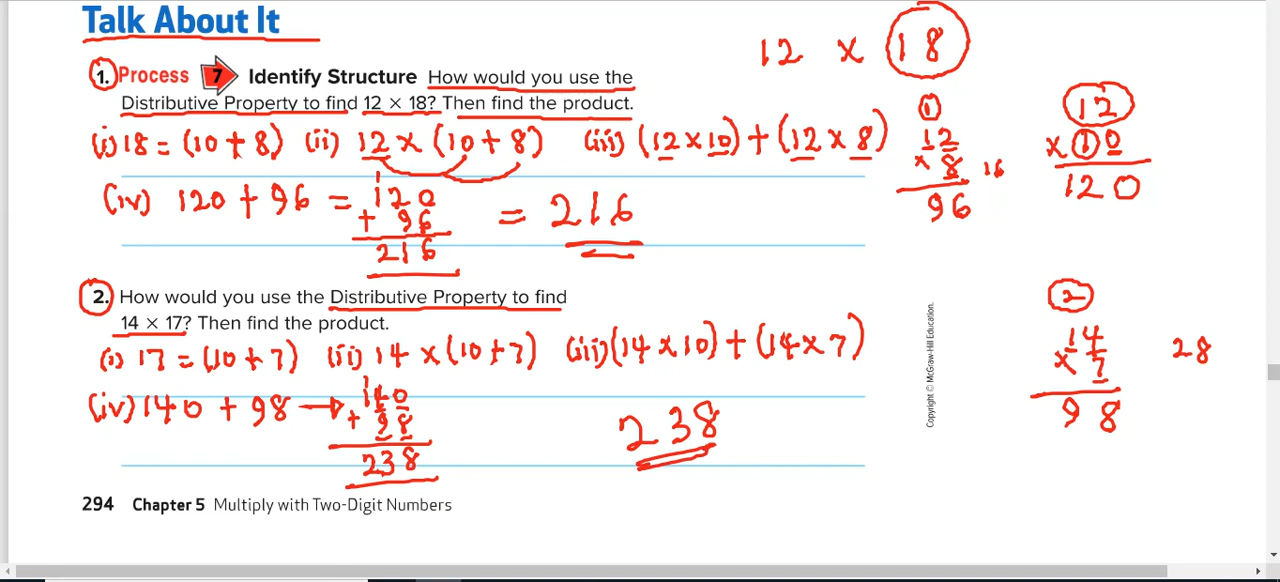 Talk About It
12 × 18
1. Process 7 Identify Structure How would you use the
Distributive Property to find 12 × 18? Then find the product.
(i) 18 = (10 + 8) (ii) 12 × (10 + 8) (iii) (12 × 10) + (12 × 8)
(iv) 120 + 96 = 120
+ 96
216
= 216
1
12
× 8
96
16
12
× 10
120
2. How would you use the Distributive Property to find
14 × 17? Then find the product.
(i) 17 = (10 + 7) (ii) 14 × (10 + 7) (iii) (14 × 10) + (14 × 7)
(iv) 140 + 98 → 140
+ 98
238
238
2
14
× 7
98
28
Copyright © McGraw-Hill Education.
294 Chapter 5 Multiply with Two-Digit Numbers